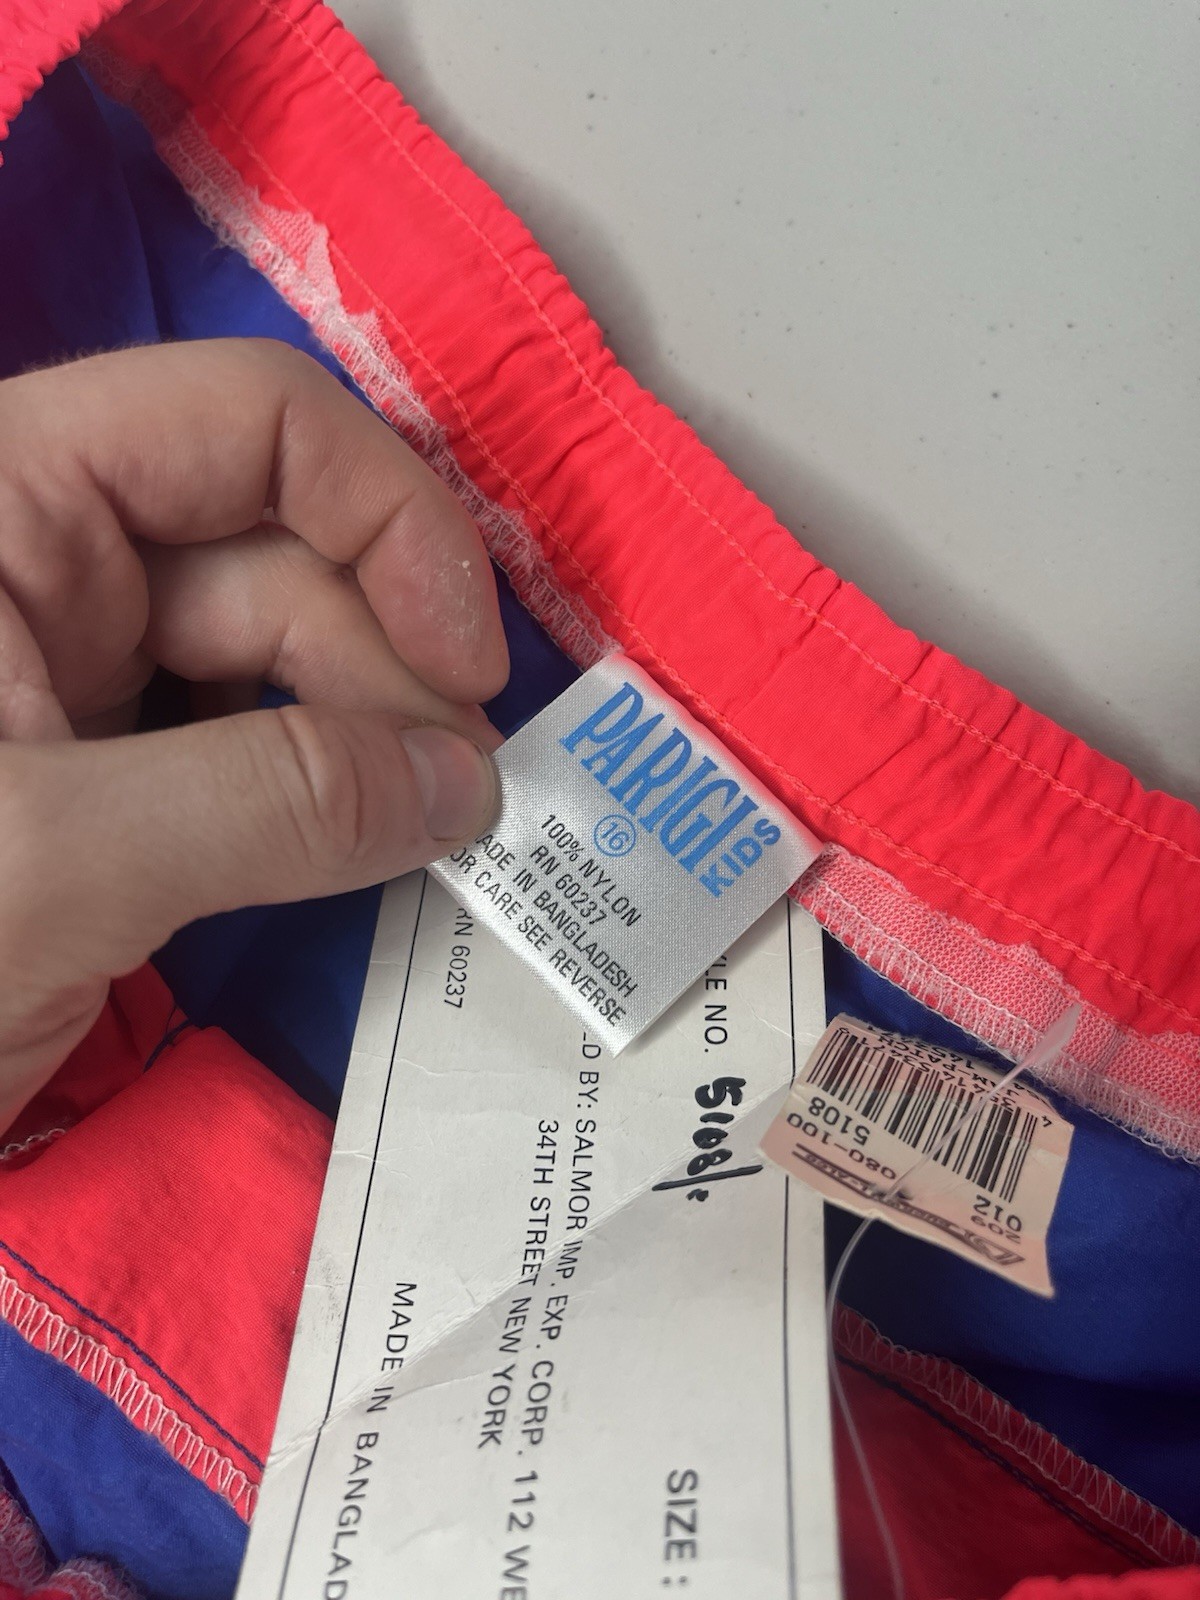 PARIGI
KIDS
16
100% NYLON
RN 60237
ADE IN BANGLADESH
OR CARE SEE REVERSE
LE NO. 5108/.
SIZE :
D BY: SALMOR IMP. EXP. CORP. 112 WE
34TH STREET NEW YORK
RN 60237
MADE IN BANGLAD
209
012
080-100
5108